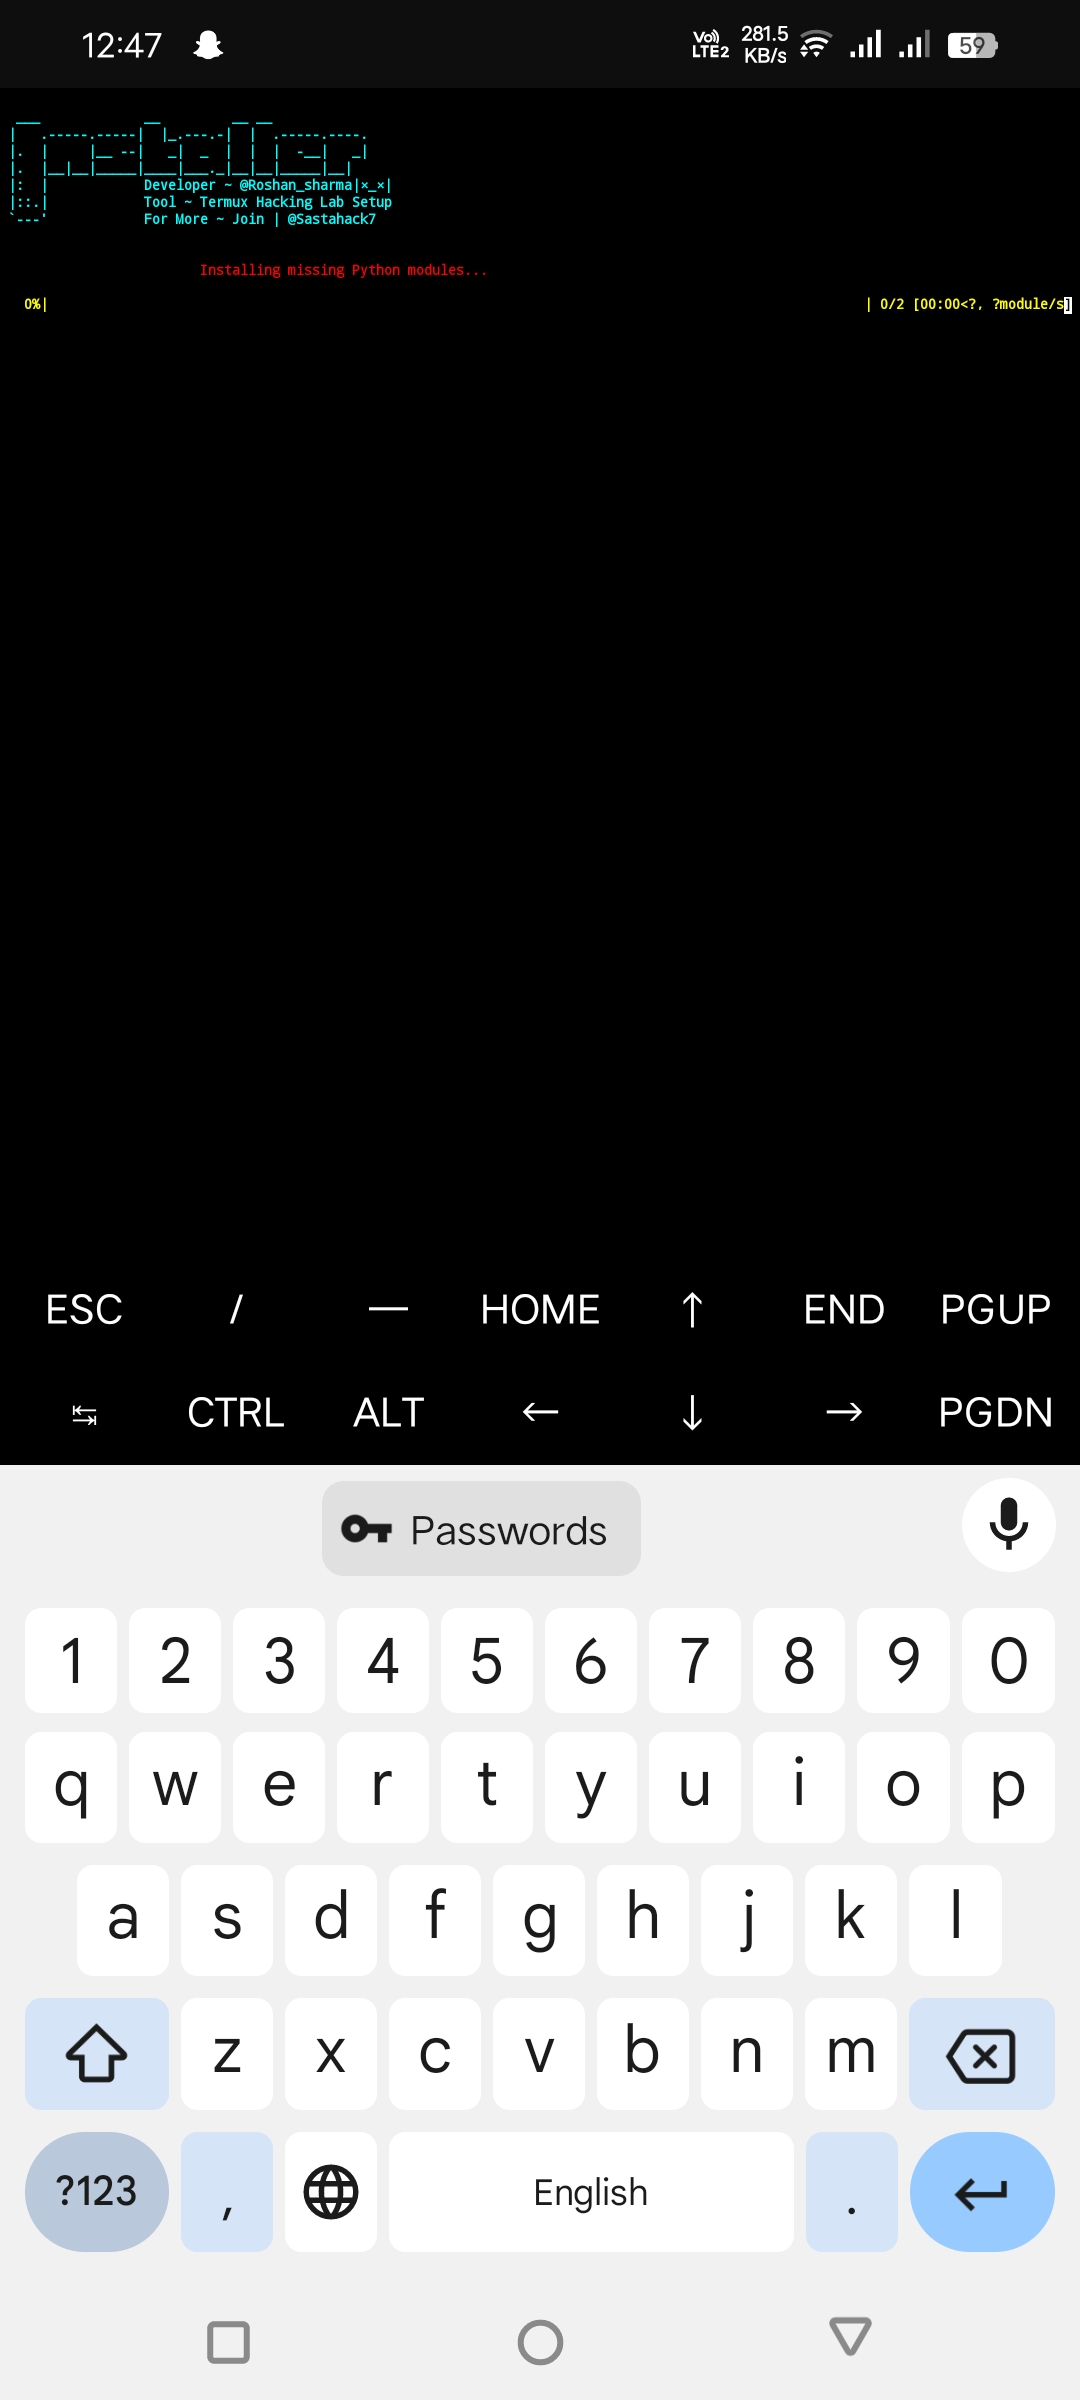 12:47
Vo)) LTE2 281.5 KB/s 59
Installer
Developer ~ @Roshan_sharma|×_×|
Tool ~ Termux Hacking Lab Setup
For More ~ Join | @Sastahack7
Installing missing Python modules...
0%| | 0/2 [00:00<?, ?module/s]
ESC / — HOME ↑ END PGUP
↹ CTRL ALT ← ↓ → PGDN
Passwords
1 2 3 4 5 6 7 8 9 0
q w e r t y u i o p
a s d f g h j k l
z x c v b n m
?123 , English .